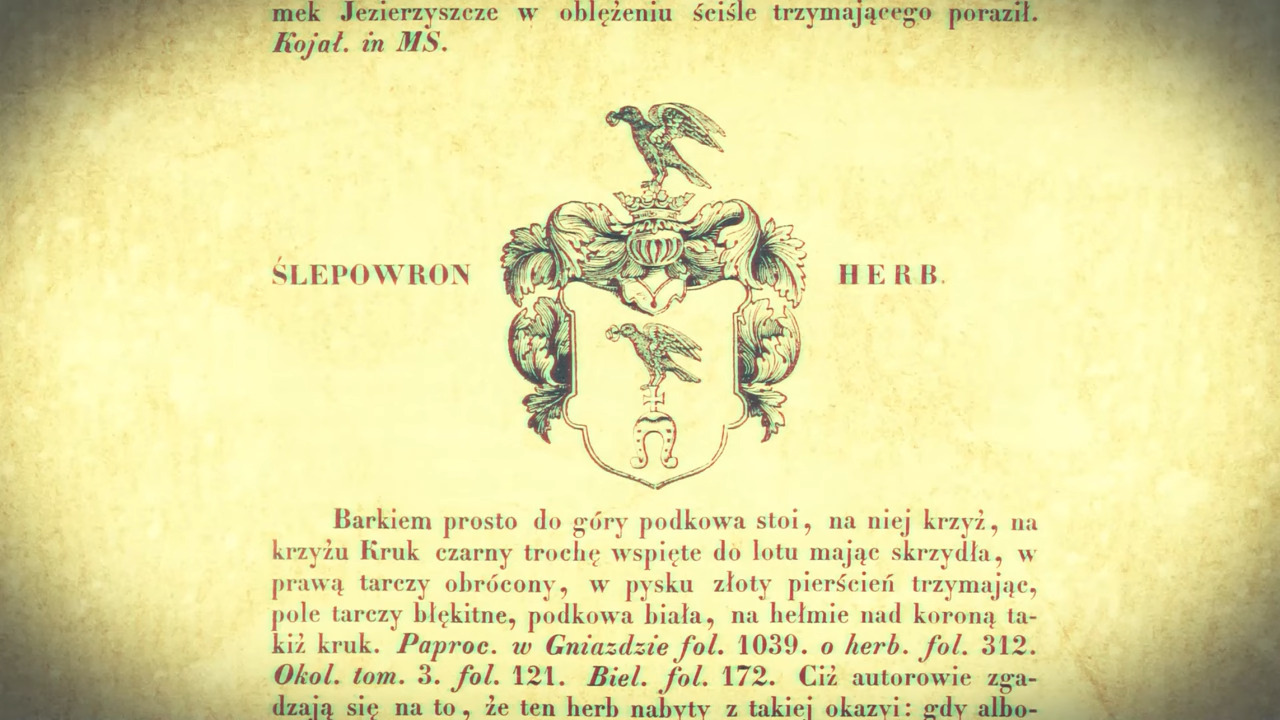 mek Jezierzyszcze w oblężeniu ściśle trzymającego poraził.
Kojał. in MS.
ŚLEPOWRON HERB.
Barkiem prosto do góry podkowa stoi, na niej krzyż, na
krzyżu Kruk czarny trochę wspięte do lotu mając skrzydła, w
prawą tarczy obrócony, w pysku złoty pierścień trzymając,
pole tarczy błękitne, podkowa biała, na hełmie nad koroną ta-
kiż kruk. Paproc. w Gniazdzie fol. 1039. o herb. fol. 312.
Okol. tom. 3. fol. 121. Biel. fol. 172. Ciż autorowie zga-
dzają się na to, że ten herb nabyty z takiej okazyi: gdy albo-